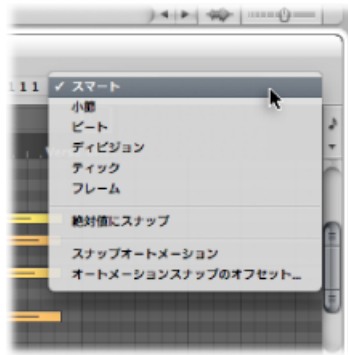 1 1 1 ✓ スマート
小節
ビート
ディビジョン
ティック
フレーム
絶対値にスナップ
スナップオートメーション
オートメーションスナップのオフセット...